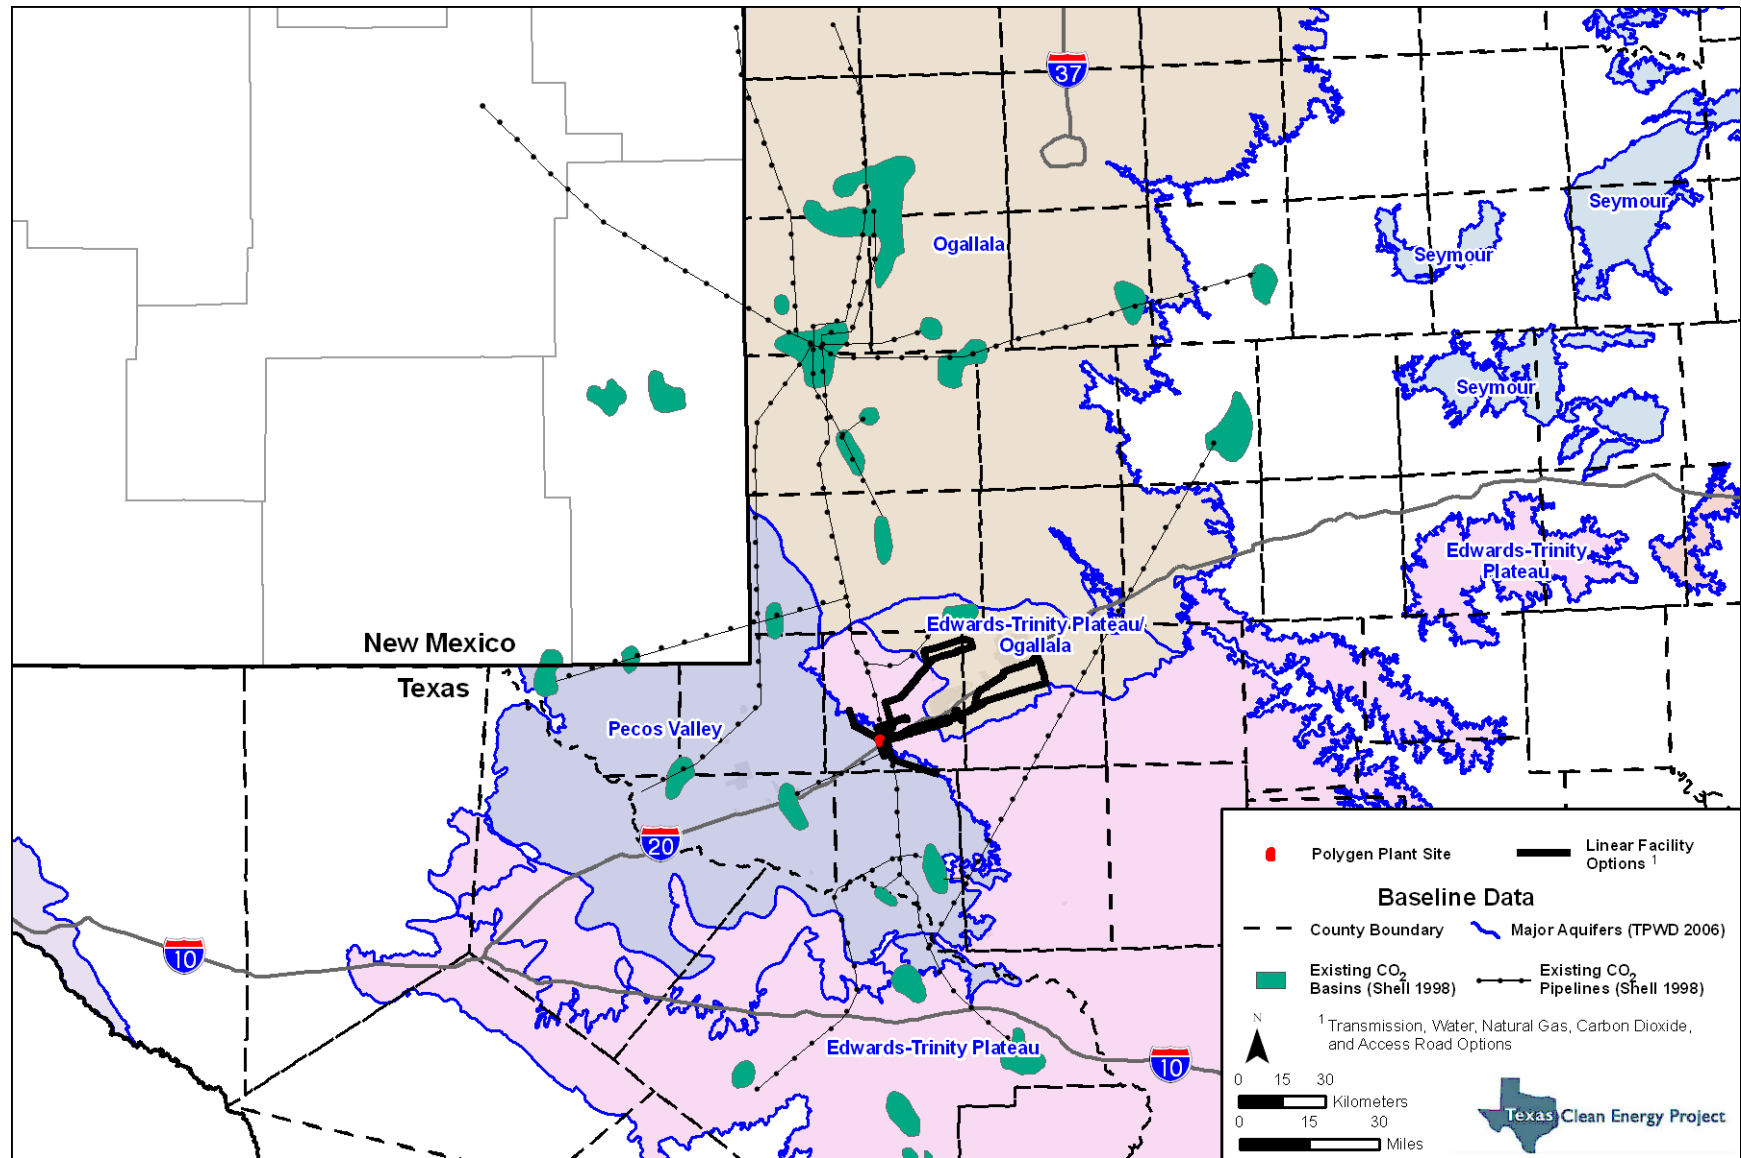 37
Ogallala
Seymour
Seymour
Seymour
Edwards-Trinity
Plateau
Edwards-Trinity Plateau/
Ogallala
New Mexico
Texas
Pecos Valley
20
10
Edwards-Trinity Plateau
10
Polygen Plant Site
Linear Facility
Options 1
Baseline Data
County Boundary
Major Aquifers (TPWD 2006)
Existing CO2
Basins (Shell 1998)
Existing CO2
Pipelines (Shell 1998)
1 Transmission, Water, Natural Gas, Carbon Dioxide,
and Access Road Options
N
0 15 30
Kilometers
0 15 30
Miles
Texas Clean Energy Project